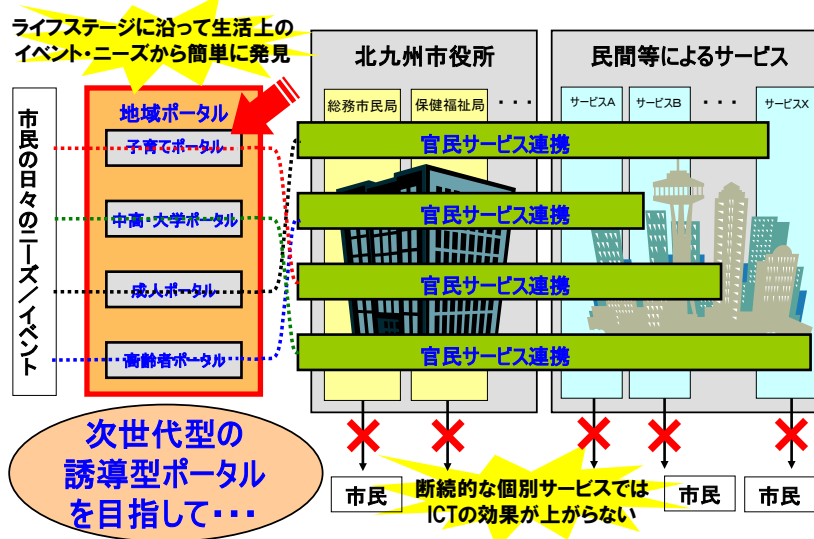 ライフステージに沿って生活上の
イベント・ニーズから簡単に発見
市民の日々のニーズ／イベント
地域ポータル
子育てポータル
中高・大学ポータル
成人ポータル
高齢者ポータル
北九州市役所
総務市民局
保健福祉局
・・・
民間等によるサービス
サービスA
サービスB
・・・
サービスX
官民サービス連携
官民サービス連携
官民サービス連携
官民サービス連携
次世代型の
誘導型ポータル
を目指して・・・
市民
断続的な個別サービスでは
ICTの効果が上がらない
市民
市民